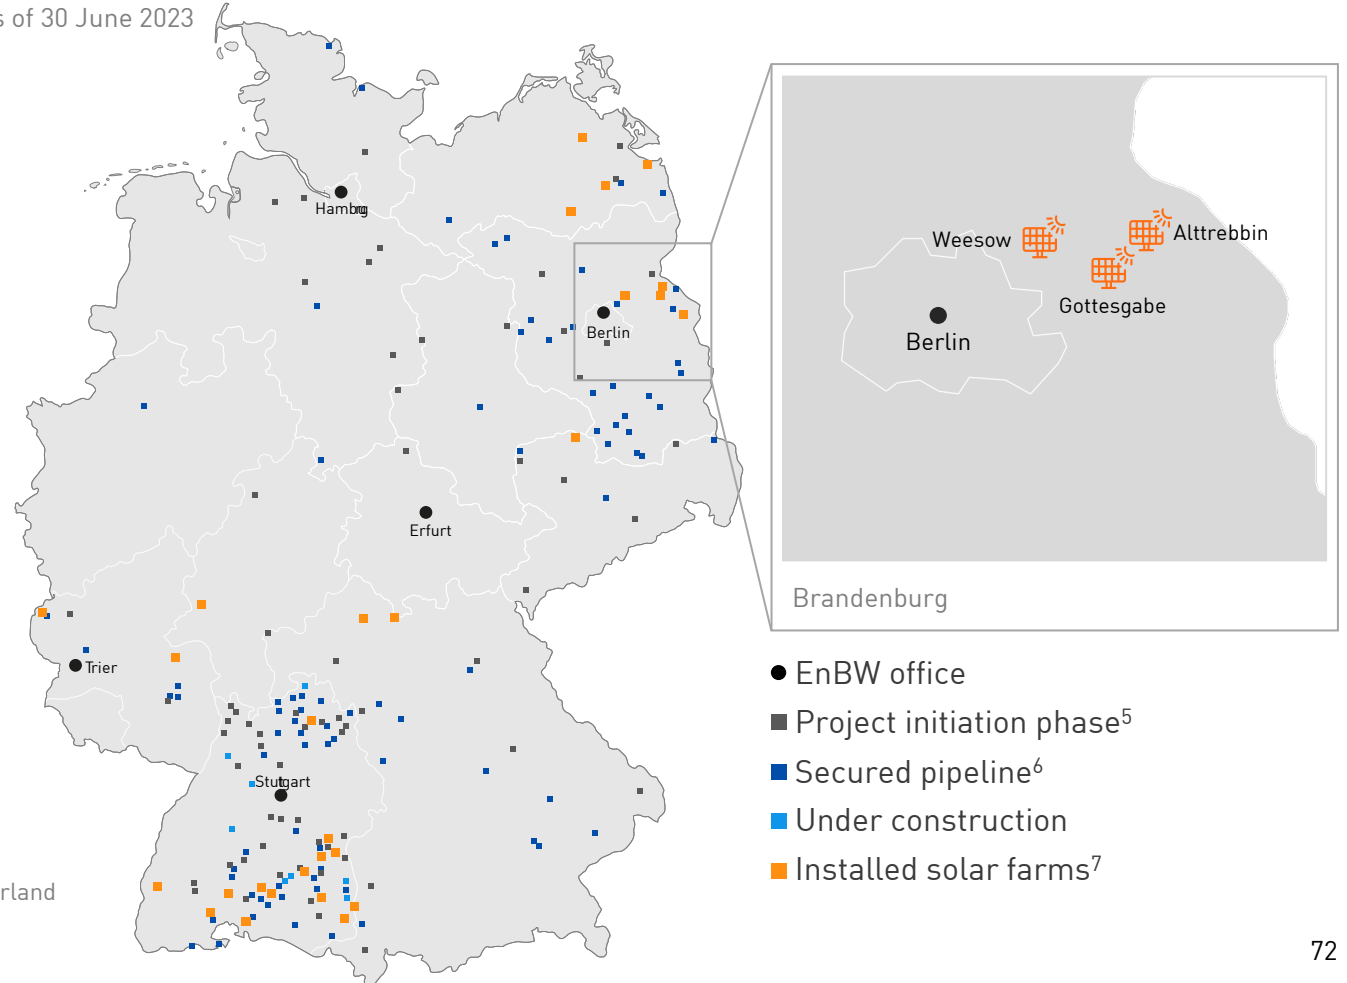 s of 30 June 2023
Hambug
Berlin
Erfurt
Trier
Stuttgart
rland
Weesow
Alttrebbin
Gottesgabe
Berlin
Brandenburg
EnBW office
Project initiation phase5
Secured pipeline6
Under construction
Installed solar farms7
72